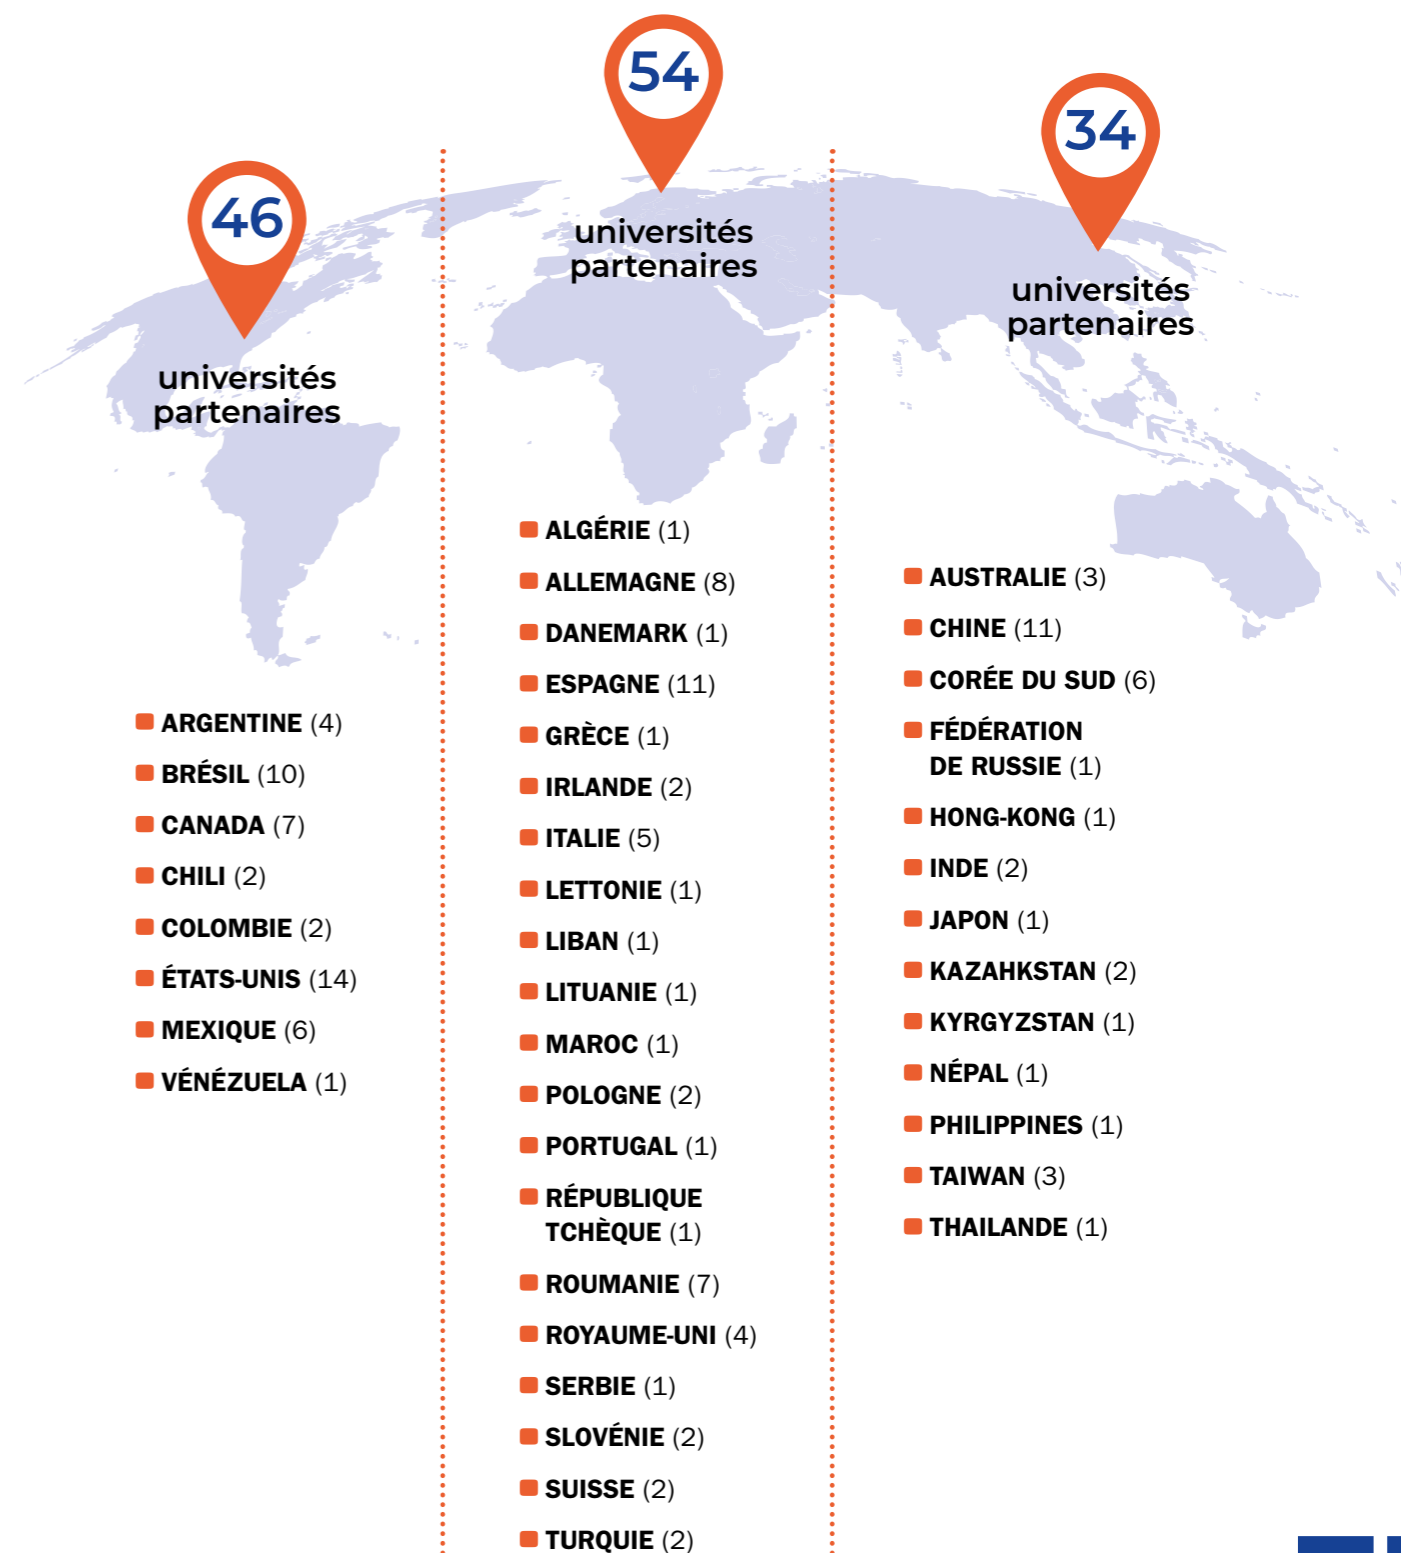 46
universités
partenaires
ARGENTINE (4)
BRÉSIL (10)
CANADA (7)
CHILI (2)
COLOMBIE (2)
ÉTATS-UNIS (14)
MEXIQUE (6)
VÉNÉZUELA (1)
54
universités
partenaires
ALGÉRIE (1)
ALLEMAGNE (8)
DANEMARK (1)
ESPAGNE (11)
GRÈCE (1)
IRLANDE (2)
ITALIE (5)
LETTONIE (1)
LIBAN (1)
LITUANIE (1)
MAROC (1)
POLOGNE (2)
PORTUGAL (1)
RÉPUBLIQUE
TCHÈQUE (1)
ROUMANIE (7)
ROYAUME-UNI (4)
SERBIE (1)
SLOVÉNIE (2)
SUISSE (2)
TURQUIE (2)
34
universités
partenaires
AUSTRALIE (3)
CHINE (11)
CORÉE DU SUD (6)
FÉDÉRATION
DE RUSSIE (1)
HONG-KONG (1)
INDE (2)
JAPON (1)
KAZAHKSTAN (2)
KYRGYZSTAN (1)
NÉPAL (1)
PHILIPPINES (1)
TAIWAN (3)
THAILANDE (1)